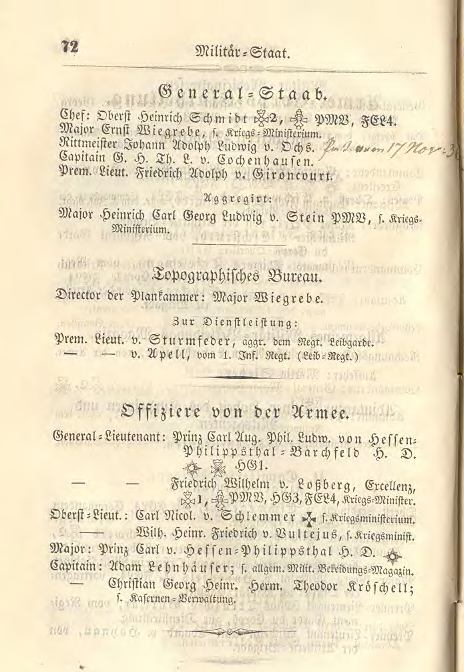 72
Militär-Staat.
General-Staab.
Chef: Oberst Heinrich Schmidt 2, PMV, FEL4.
Major Ernst Wiegrebe, s. Kriegs-Ministerium.
Rittmeister Johann Adolph Ludwig v. Ochs. 17 Nov.
Capitain G. H. Th. L. v. Cochenhausen.
Prem. Lieut. Friedrich Adolph v. Gironcourt.
Aggregirt:
Major Heinrich Carl Georg Ludwig v. Stein PMV, s. Kriegs-
Ministerium.
Topographisches Bureau.
Director der Plankammer: Major Wiegrebe.
Zur Dienstleistung:
Prem. Lieut. v. Sturmfeder, aggr. dem Regt. Leibgarde.
— — v. Apell, vom 1. Inf. Regt. (Leib-Regt.)
Offiziere von der Armee.
General-Lieutenant: Prinz Carl Aug. Phil. Ludw. von Hessen-
Philippsthal-Barchfeld H. D.
HG1.
— — Friedrich Wilhelm v. Loßberg, Excellenz,
1, PMV, HG3, FEL4, Kriegs-Minister.
Oberst-Lieut.: Carl Nicol. v. Schlemmer s. Kriegsministerium.
— Wilh. Heinr. Friedrich v. Vultejus, s. Kriegsminist.
Major: Prinz Carl v. Hessen-Philippsthal H. D.
Capitain: Adam Lehnhäuser; s. allgem. Milit. Bekeidungs-Magazin.
— Christian Georg Heinr. Herm. Theodor Kröschell;
s. Kasernen-Verwaltung.